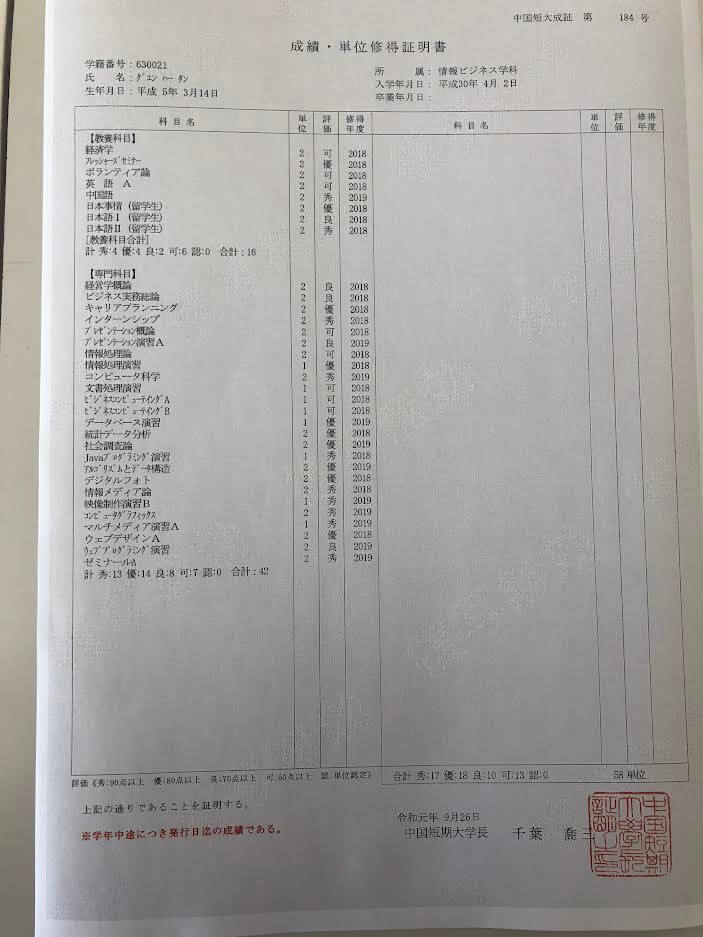 中国短大成証 第 184 号
成績・単位修得証明書
学籍番号：630021
氏 名：ｸﾞｴﾝ ﾊｰ ﾀﾝ
生年月日：平成 5年 3月14日
所 属：情報ビジネス学科
入学年月日：平成30年 4月 2日
卒業年月日：
科 目 名 単位 評価 修得年度 科 目 名 単位 評価 修得年度
【教養科目】
経済学 2 可 2018
ﾌﾚｯｼｬｰｽﾞｾﾐﾅｰ 2 優 2018
ボランティア論 2 可 2018
英 語 A 2 可 2018
中国語 2 秀 2019
日本事情（留学生） 2 優 2018
日本語Ⅰ（留学生） 2 良 2018
日本語Ⅱ（留学生） 2 秀 2018
[教養科目合計]
計 秀:4 優:4 良:2 可:6 認:0 合計:16
【専門科目】
経営学概論 2 良 2018
ビジネス実務総論 2 良 2018
キャリアプランニング 2 優 2018
インターンシップ 2 秀 2018
ﾌﾟﾚｾﾞﾝﾃｰｼｮﾝ概論 2 可 2018
ﾌﾟﾚｾﾞﾝﾃｰｼｮﾝ演習A 2 良 2019
情報処理論 2 可 2018
情報処理演習 1 優 2018
コンピュータ科学 2 秀 2019
文書処理演習 1 可 2018
ﾋﾞｼﾞﾈｽｺﾝﾋﾟｭｰﾃｲﾝｸﾞA 1 可 2018
ﾋﾞｼﾞﾈｽｺﾝﾋﾟｭｰﾃｲﾝｸﾞB 1 可 2018
データベース演習 1 優 2019
統計データ分析 2 優 2018
社会調査論 2 優 2019
Javaﾌﾟﾛｸﾞﾗﾐﾝｸﾞ演習 1 秀 2018
ｱﾙｺﾞﾘｽﾞﾑとﾃﾞｰﾀ構造 2 優 2019
デジタルフォト 2 優 2018
情報メディア論 2 秀 2018
映像制作演習B 1 秀 2019
ｺﾝﾋﾟｭｰﾀｸﾞﾗﾌｨｯｸｽ 2 秀 2019
マルチメディア演習A 1 秀 2019
ウェブデザインA 2 優 2018
ｳｪﾌﾞﾌﾟﾛｸﾞﾗﾐﾝｸﾞ演習 2 良 2019
ゼミナールA 2 秀 2019
計 秀:13 優:14 良:8 可:7 認:0 合計:42
評価《秀:90点以上 優:80点以上 良:70点以上 可:60点以上 認:単位認定》 合計 秀:17 優:18 良:10 可:13 認:0 58 単位
上記の通りであることを証明する。
※学年中途につき発行日迄の成績である。
令和元年 9月26日
中国短期大学長 千葉 喬三